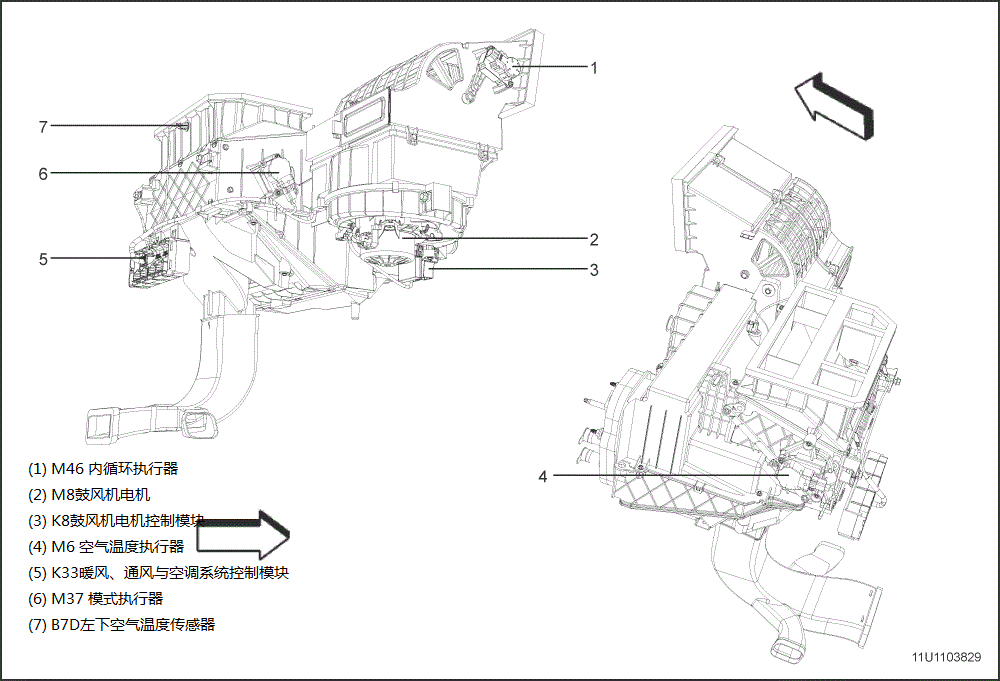 1
7
6
2
5
3
4
(1) M46 内循环执行器
(2) M8鼓风机电机
(3) K8鼓风机电机控制模块
(4) M6 空气温度执行器
(5) K33暖风、通风与空调系统控制模块
(6) M37 模式执行器
(7) B7D左下空气温度传感器
11U1103829